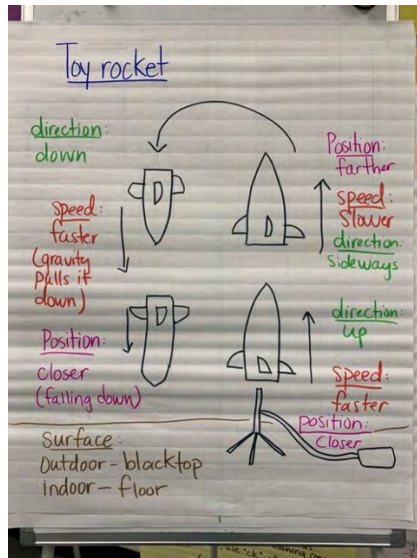 Toy rocket
direction:
down
speed:
faster
(gravity
pulls it
down)
Position:
closer
(falling down)
Position:
farther
speed:
Slower
direction:
Sideways
direction:
up
speed:
faster
position:
closer
D
D
D
D
Surface:
Outdoor - blacktop
indoor - floor